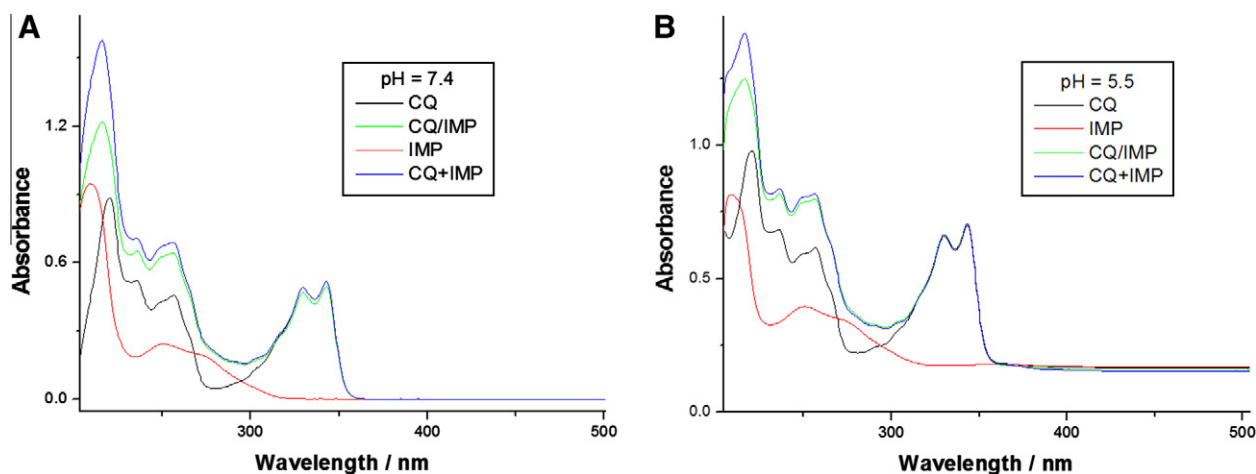 A
pH = 7.4
CQ
CQ/IMP
IMP
CQ+IMP
1.2
0.6
0.0
Absorbance
300
400
500
Wavelength / nm
B
pH = 5.5
CQ
IMP
CQ/IMP
CQ+IMP
1.0
0.5
0.0
Absorbance
300
400
500
Wavelength / nm